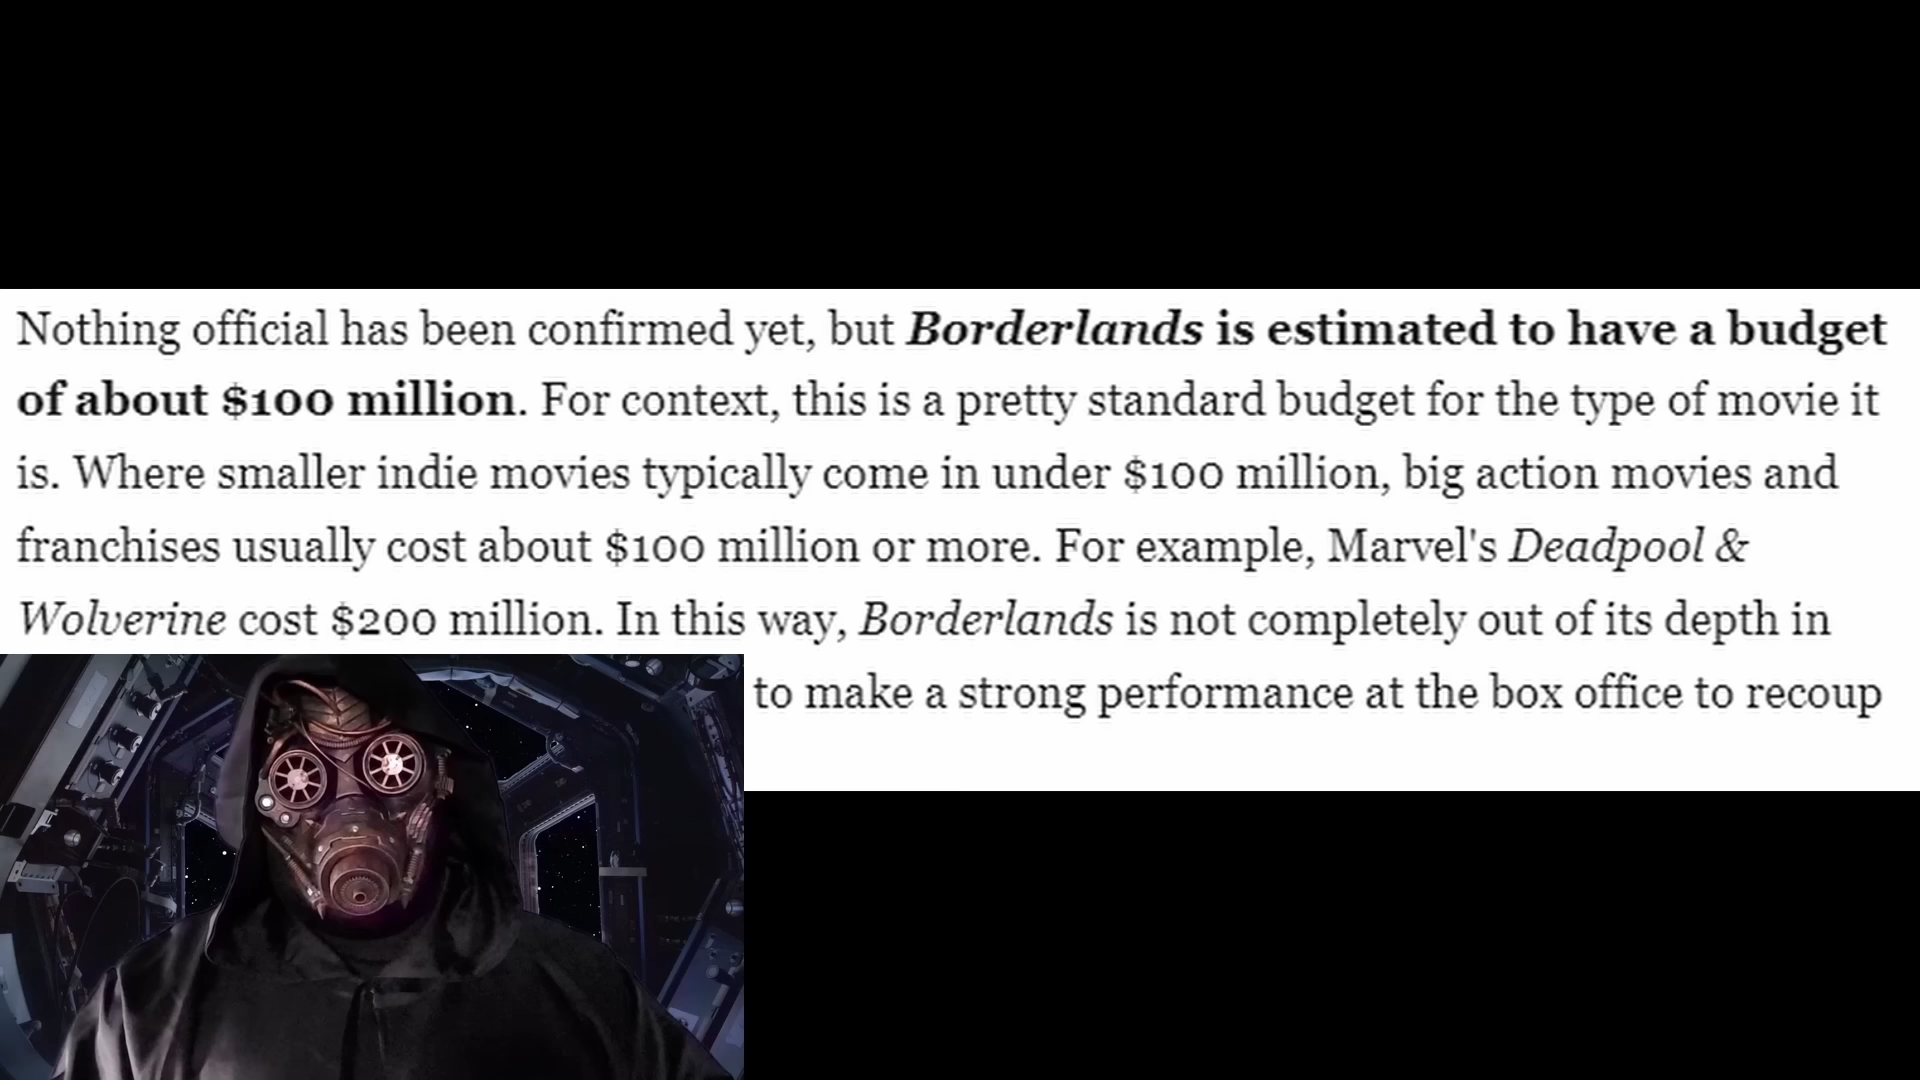 Nothing official has been confirmed yet, but Borderlands is estimated to have a budget
of about $100 million. For context, this is a pretty standard budget for the type of movie it
is. Where smaller indie movies typically come in under $100 million, big action movies and
franchises usually cost about $100 million or more. For example, Marvel's Deadpool &
Wolverine cost $200 million. In this way, Borderlands is not completely out of its depth in
to make a strong performance at the box office to recoup